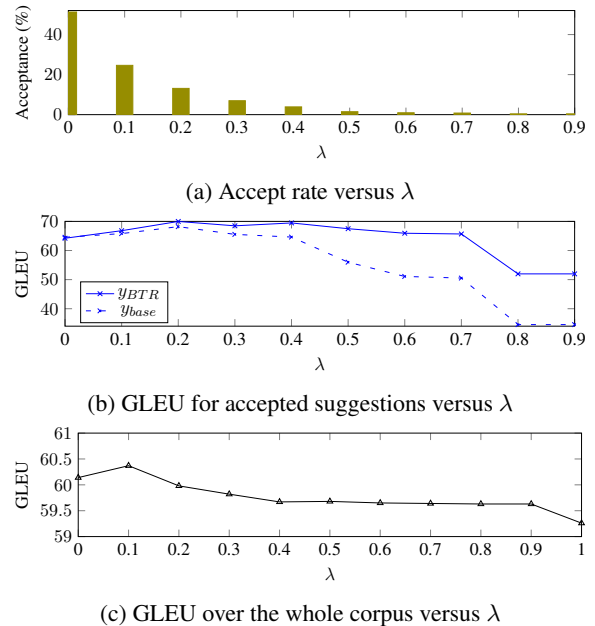 Acceptance (%)
40
20
0
0 0.1 0.2 0.3 0.4 0.5 0.6 0.7 0.8 0.9
λ
(a) Accept rate versus λ
GLEU
70
60
50
40
y_BTR
y_base
0 0.1 0.2 0.3 0.4 0.5 0.6 0.7 0.8 0.9
λ
(b) GLEU for accepted suggestions versus λ
GLEU
61
60.5
60
59.5
59
0 0.1 0.2 0.3 0.4 0.5 0.6 0.7 0.8 0.9 1
λ
(c) GLEU over the whole corpus versus λ